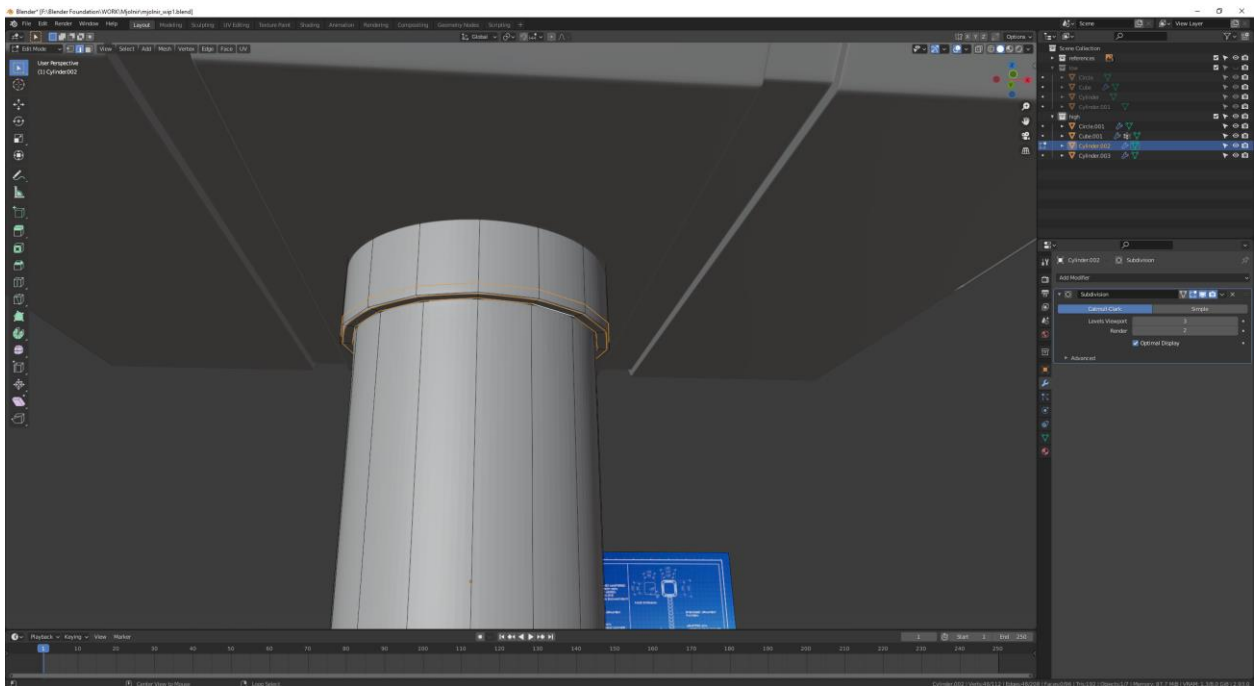 Blender* [F:\Blender Foundation\WORK\Mjolnir\mjolnir_wip1.blend]
File Edit Render Window Help Layout Modeling Sculpting UV Editing Texture Paint Shading Animation Rendering Compositing Geometry Nodes Scripting + Scene View Layer
Global Options
Edit Mode View Select Add Mesh Vertex Edge Face UV
User Perspective
(1) Cylinder.002
Scene Collection
references
Circle
Cube
Cylinder
Cylinder.001
high
Circle.001
Cube.001
Cylinder.002
Cylinder.003
Cylinder.002 Subdivision
Add Modifier
Subdivision
Catmull-Clark Simple
Levels Viewport 3
Render 2
Optimal Display
Advanced
Playback Keying View Marker 1 Start 1 End 250
1 10 20 30 40 50 60 70 80 90 100 110 120 130 140 150 160 170 180 190 200 210 220 230 240 250
Center View to Mouse Loop Select